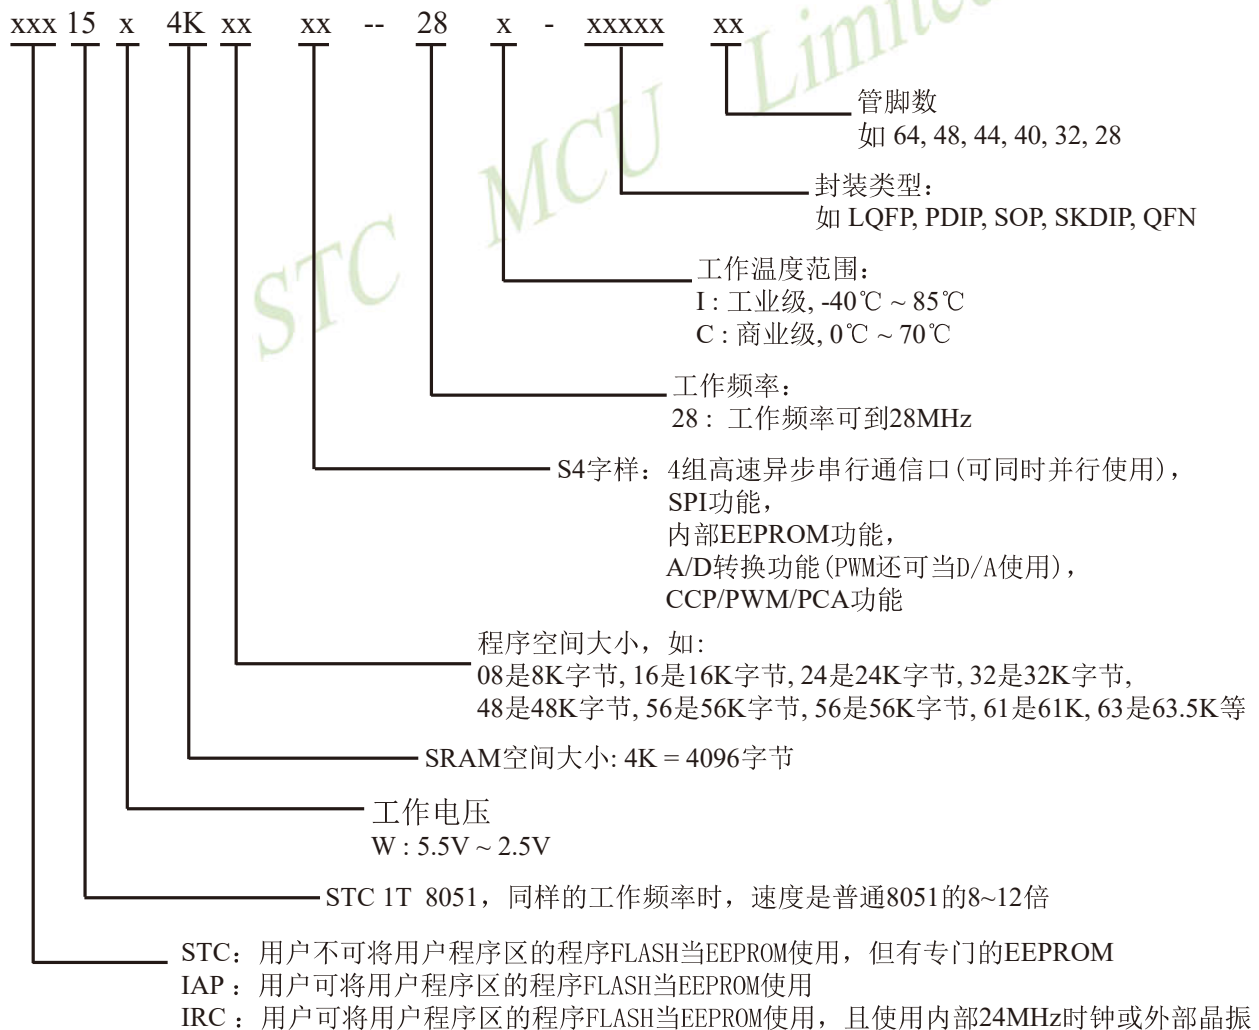 xxx 15 x 4K xx xx -- 28 x - xxxxx xx
管脚数
如 64, 48, 44, 40, 32, 28
封装类型：
如 LQFP, PDIP, SOP, SKDIP, QFN
工作温度范围：
I : 工业级, -40℃ ~ 85℃
C : 商业级, 0℃ ~ 70℃
工作频率：
28 : 工作频率可到28MHz
S4字样：4组高速异步串行通信口(可同时并行使用)，
SPI功能，
内部EEPROM功能，
A/D转换功能(PWM还可当D/A使用)，
CCP/PWM/PCA功能
程序空间大小，如:
08是8K字节, 16是16K字节, 24是24K字节, 32是32K字节,
48是48K字节, 56是56K字节, 56是56K字节, 61是61K, 63是63.5K等
SRAM空间大小: 4K = 4096字节
工作电压
W : 5.5V ~ 2.5V
STC 1T 8051，同样的工作频率时，速度是普通8051的8~12倍
STC：用户不可将用户程序区的程序FLASH当EEPROM使用，但有专门的EEPROM
IAP：用户可将用户程序区的程序FLASH当EEPROM使用
IRC：用户可将用户程序区的程序FLASH当EEPROM使用，且使用内部24MHz时钟或外部晶振
STC MCU Limited